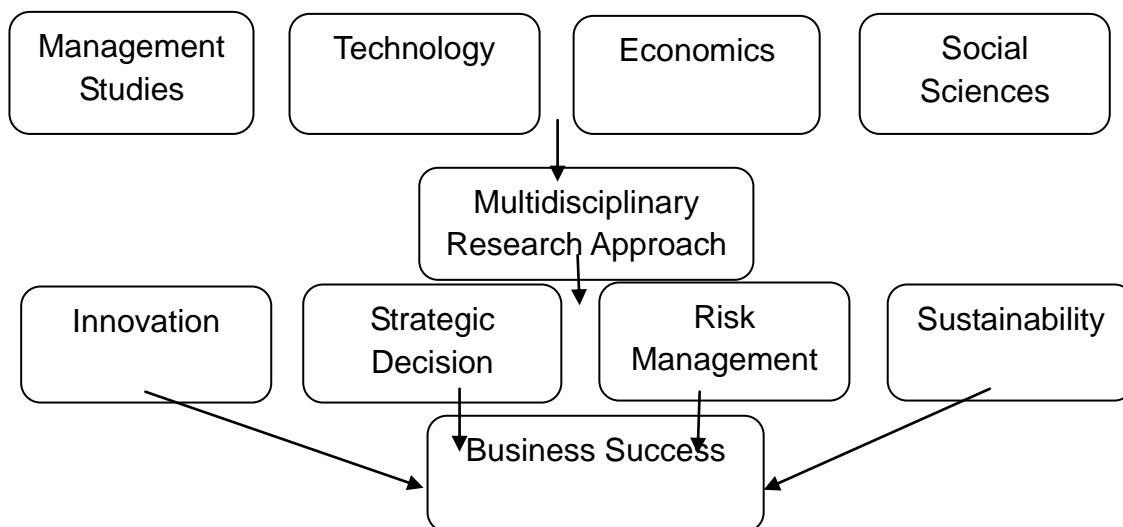 Management
Studies
Technology
Economics
Social
Sciences
Multidisciplinary
Research Approach
Innovation
Strategic
Decision
Risk
Management
Sustainability
Business Success